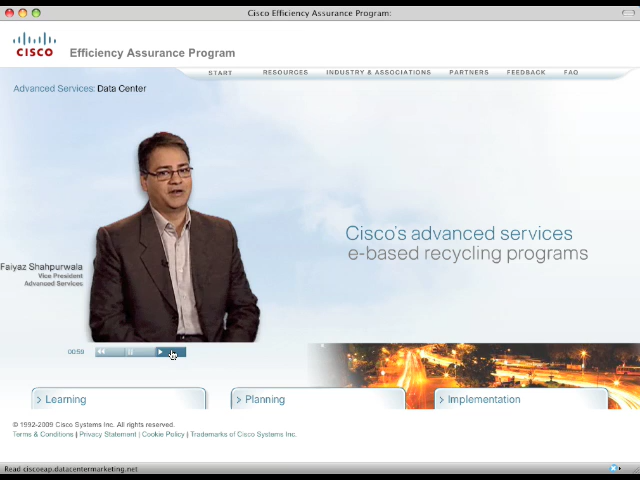 Cisco Efficiency Assurance Program:
CISCO
Efficiency Assurance Program
START RESOURCES INDUSTRY & ASSOCIATIONS PARTNERS FEEDBACK FAQ
Advanced Services: Data Center
Cisco's advanced services
e-based recycling programs
Faiyaz Shahpurwala
Vice President
Advanced Services
00:59
Learning
Planning
Implementation
© 1992-2009 Cisco Systems Inc. All rights reserved.
Terms & Conditions | Privacy Statement | Cookie Policy | Trademarks of Cisco Systems Inc.
Read ciscoeap.datacentermarketing.net